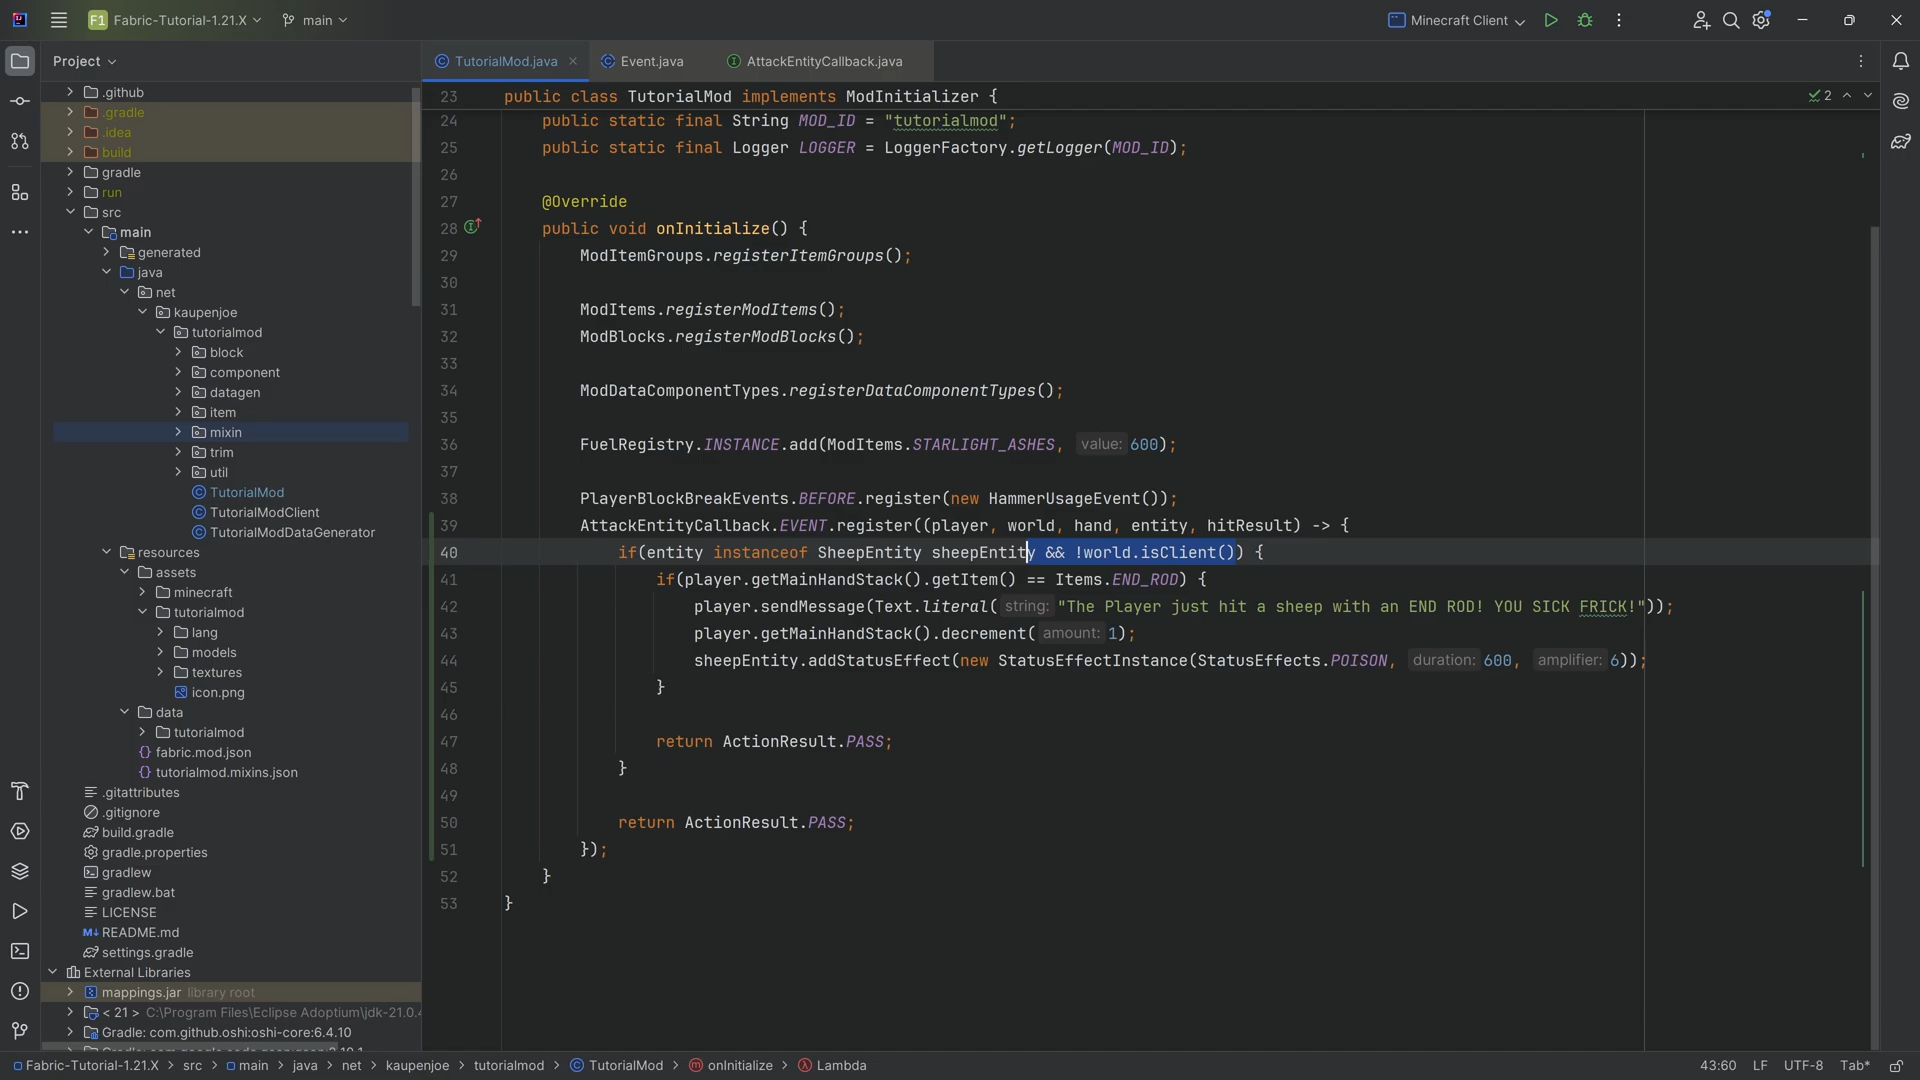 F1 Fabric-Tutorial-1.21.X main Minecraft Client
Project
.github
.gradle
.idea
build
gradle
run
src
main
generated
java
net
kaupenjoe
tutorialmod
block
component
datagen
item
mixin
trim
util
TutorialMod
TutorialModClient
TutorialModDataGenerator
resources
assets
minecraft
tutorialmod
lang
models
textures
icon.png
data
tutorialmod
fabric.mod.json
tutorialmod.mixins.json
.gitattributes
.gitignore
build.gradle
gradle.properties
gradlew
gradlew.bat
LICENSE
README.md
settings.gradle
External Libraries
mappings.jar library root
< 21 > C:\Program Files\Eclipse Adoptium\jdk-21.0.
Gradle: com.github.oshi:oshi-core:6.4.10
TutorialMod.java Event.java AttackEntityCallback.java
23 public class TutorialMod implements ModInitializer { 2
24 public static final String MOD_ID = "tutorialmod";
25 public static final Logger LOGGER = LoggerFactory.getLogger(MOD_ID);
26
27 @Override
28 public void onInitialize() {
29 ModItemGroups.registerItemGroups();
30
31 ModItems.registerModItems();
32 ModBlocks.registerModBlocks();
33
34 ModDataComponentTypes.registerDataComponentTypes();
35
36 FuelRegistry.INSTANCE.add(ModItems.STARLIGHT_ASHES, value: 600);
37
38 PlayerBlockBreakEvents.BEFORE.register(new HammerUsageEvent());
39 AttackEntityCallback.EVENT.register((player, world, hand, entity, hitResult) -> {
40 if(entity instanceof SheepEntity sheepEntity && !world.isClient()) {
41 if(player.getMainHandStack().getItem() == Items.END_ROD) {
42 player.sendMessage(Text.literal( string: "The Player just hit a sheep with an END ROD! YOU SICK FRICK!"));
43 player.getMainHandStack().decrement( amount: 1);
44 sheepEntity.addStatusEffect(new StatusEffectInstance(StatusEffects.POISON, duration: 600, amplifier: 6));
45 }
46
47 return ActionResult.PASS;
48 }
49
50 return ActionResult.PASS;
51 });
52 }
53 }
Fabric-Tutorial-1.21.X > src > main > java > net > kaupenjoe > tutorialmod > TutorialMod > onInitialize > Lambda 43:60 LF UTF-8 Tab*